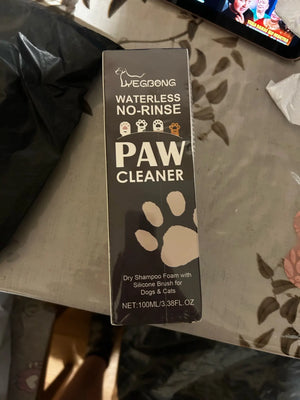 YEGBONG
WATERLESS
NO-RINSE
PAW
CLEANER
Dry Shampoo Foam with
Silicone Brush for
Dogs & Cats
NET:100ML/3.38FL.OZ